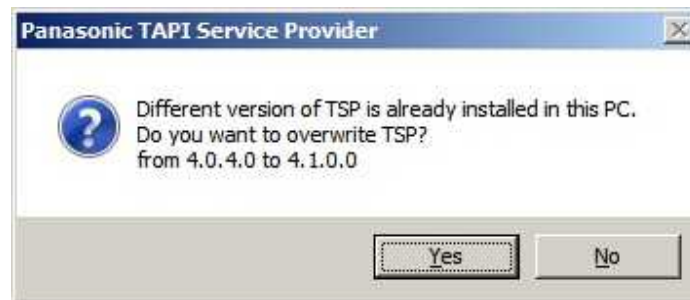 Panasonic TAPI Service Provider
Different version of TSP is already installed in this PC.
Do you want to overwrite TSP?
from 4.0.4.0 to 4.1.0.0
Yes
No